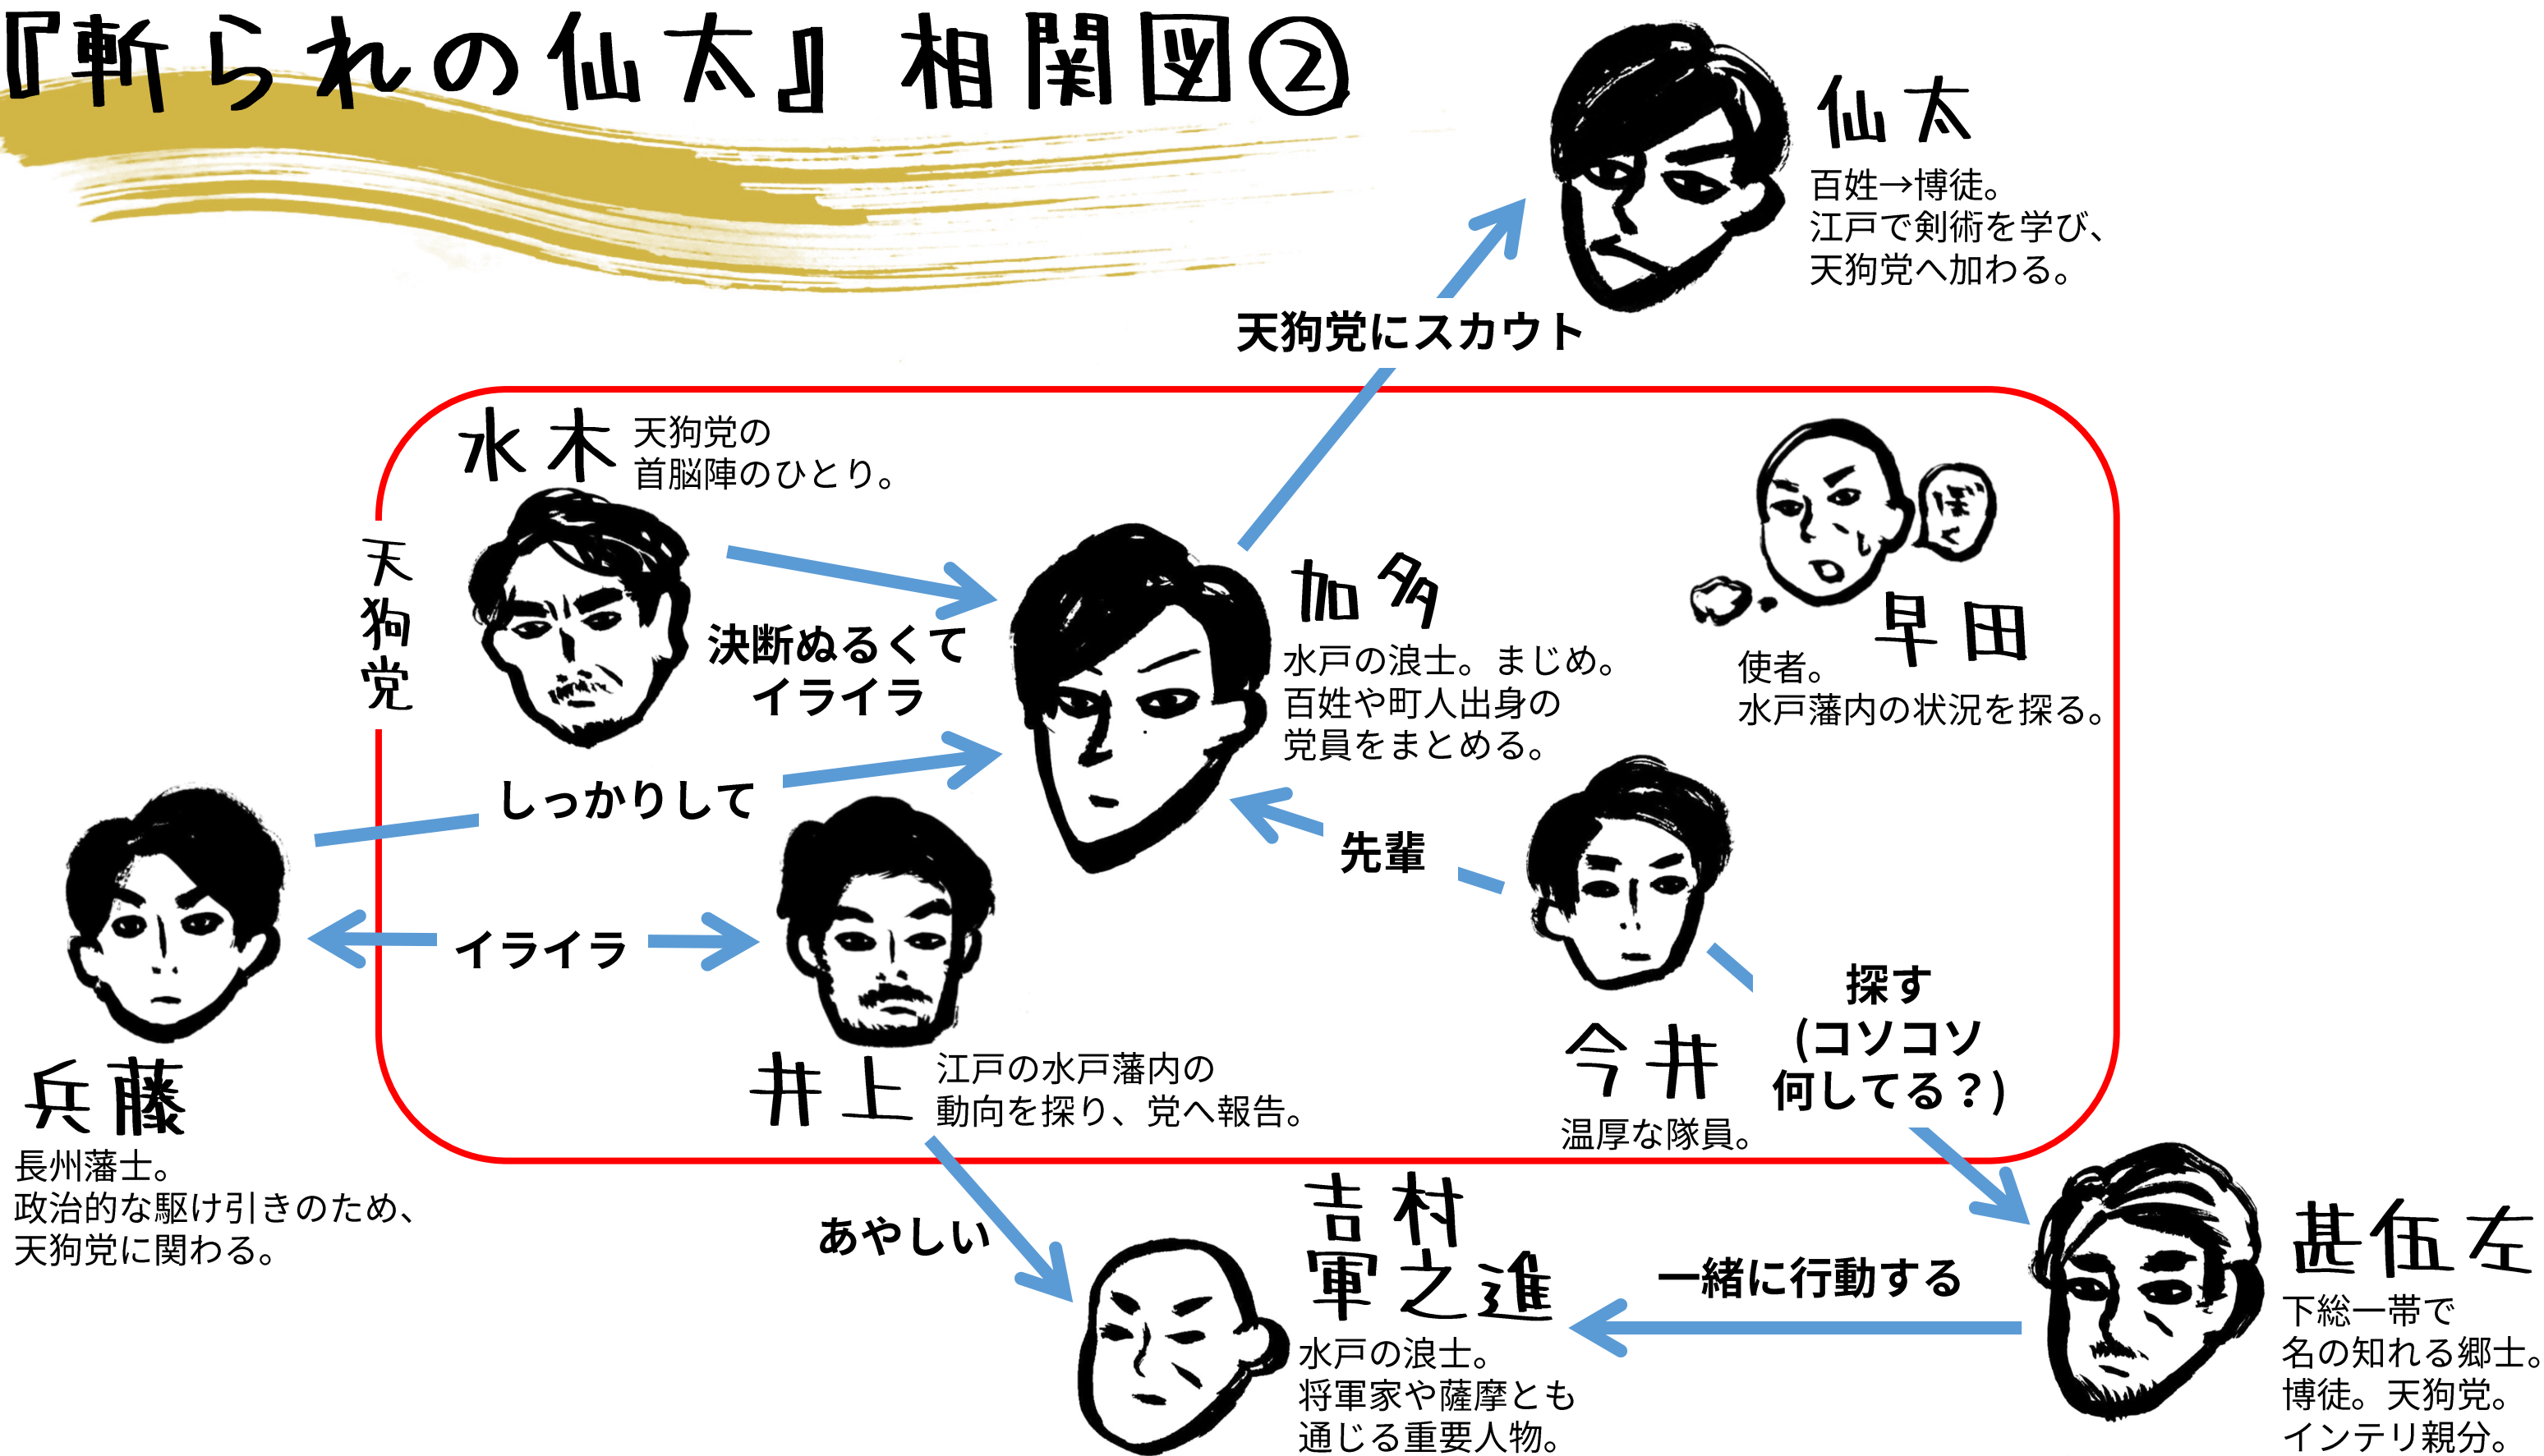 『斬られの仙太』相関図②
仙太
百姓→博徒。
江戸で剣術を学び、
天狗党へ加わる。
天狗党にスカウト
天狗党
水木
天狗党の
首脳陣のひとり。
決断ぬるくて
イライラ
加多
水戸の浪士。まじめ。
百姓や町人出身の
党員をまとめる。
ぼく
早田
使者。
水戸藩内の状況を探る。
しっかりして
先輩
イライラ
兵藤
長州藩士。
政治的な駆け引きのため、
天狗党に関わる。
井上
江戸の水戸藩内の
動向を探り、党へ報告。
今井
温厚な隊員。
探す
(コソコソ
何してる？)
あやしい
吉村
軍之進
水戸の浪士。
将軍家や薩摩とも
通じる重要人物。
一緒に行動する
甚伍左
下総一帯で
名の知れる郷士。
博徒。天狗党。
インテリ親分。